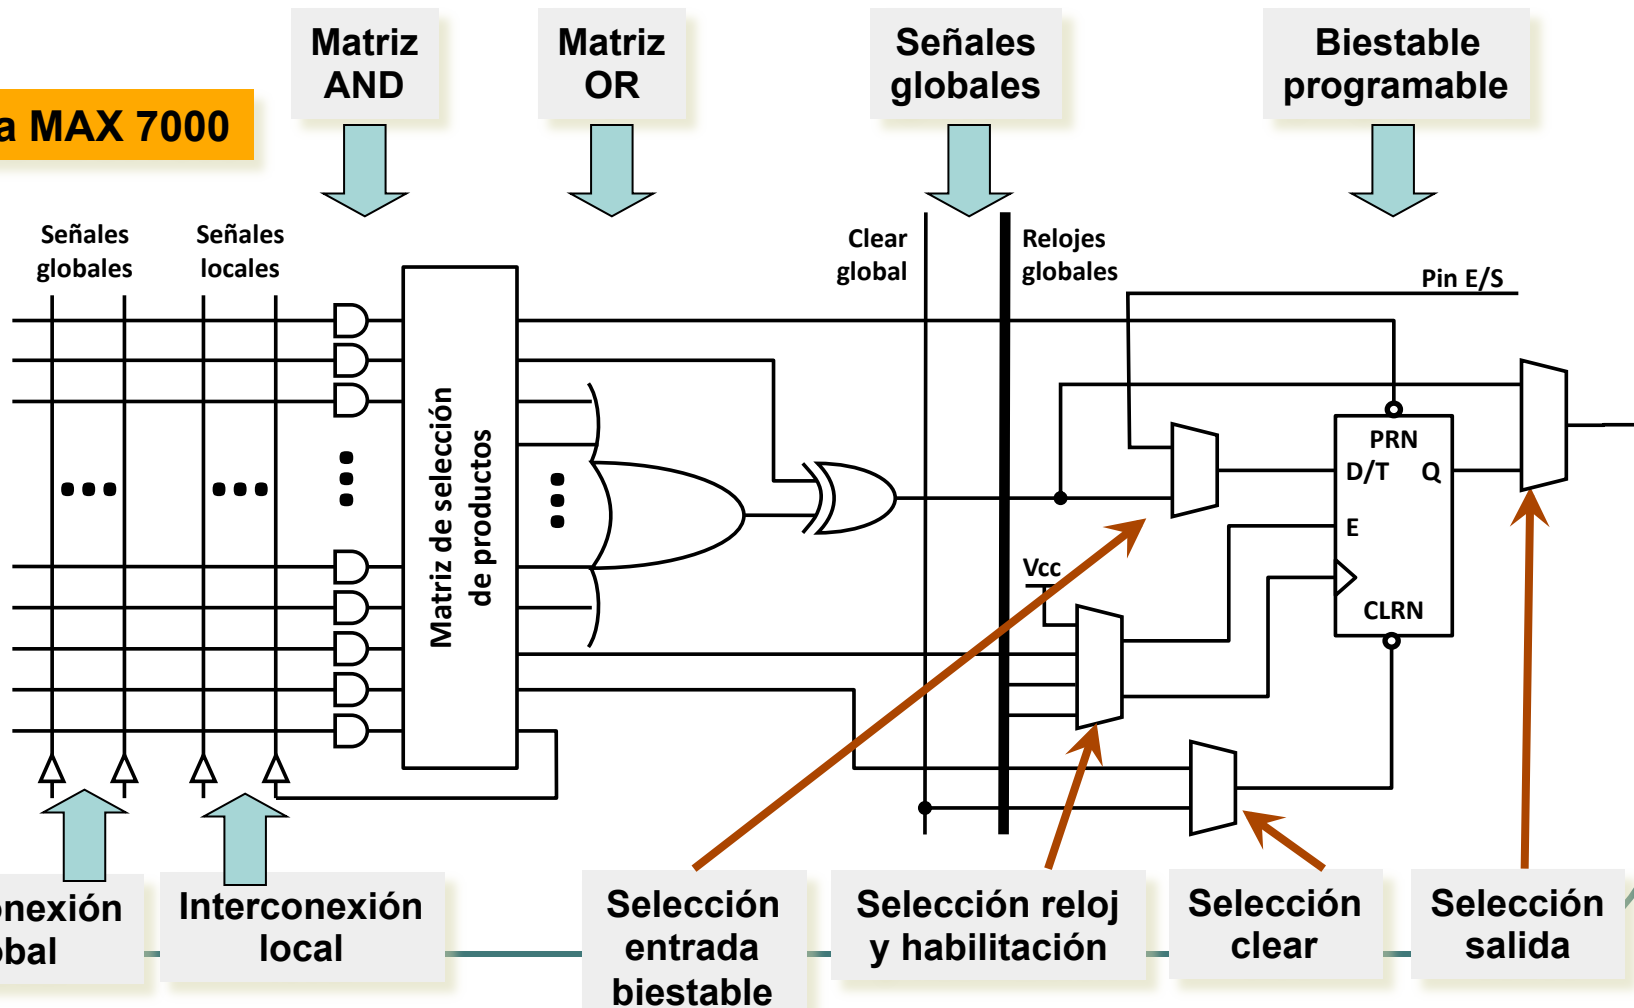 Matriz
AND
Matriz
OR
Señales
globales
Biestable
programable
a MAX 7000
Señales
globales
Señales
locales
Clear
global
Relojes
globales
Pin E/S
Matriz de selección
de productos
PRN
D/T Q
E
CLRN
Vcc
onexión
obal
Interconexión
local
Selección
entrada
biestable
Selección reloj
y habilitación
Selección
clear
Selección
salida